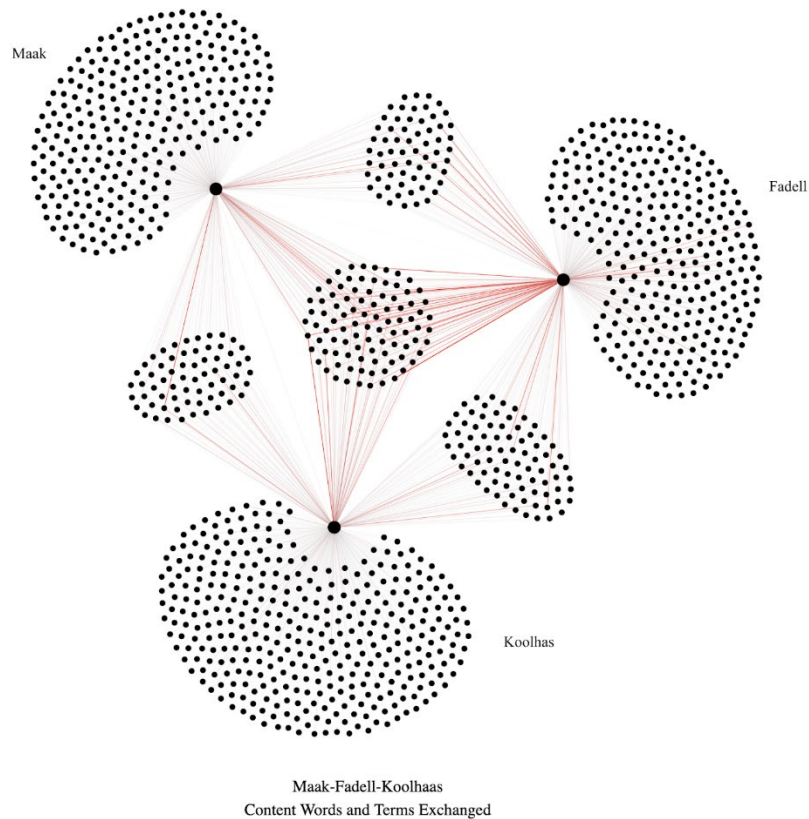 Maak
Fadell
Koolhas
Maak-Fadell-Koolhaas
Content Words and Terms Exchanged